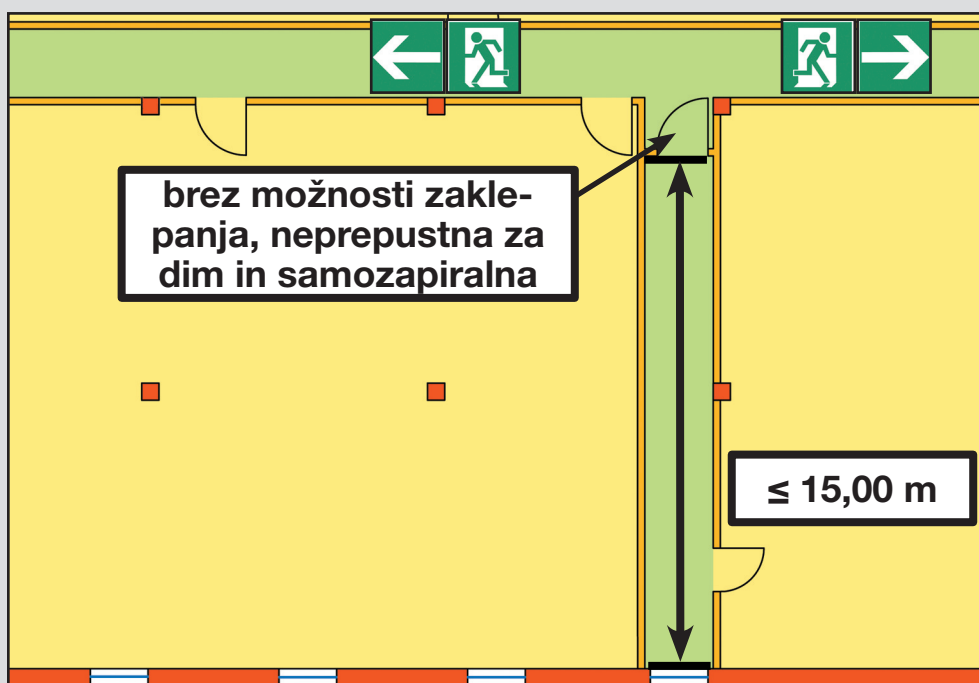 brez možnosti zakle-
panja, neprepustna za
dim in samozapiralna
≤ 15,00 m